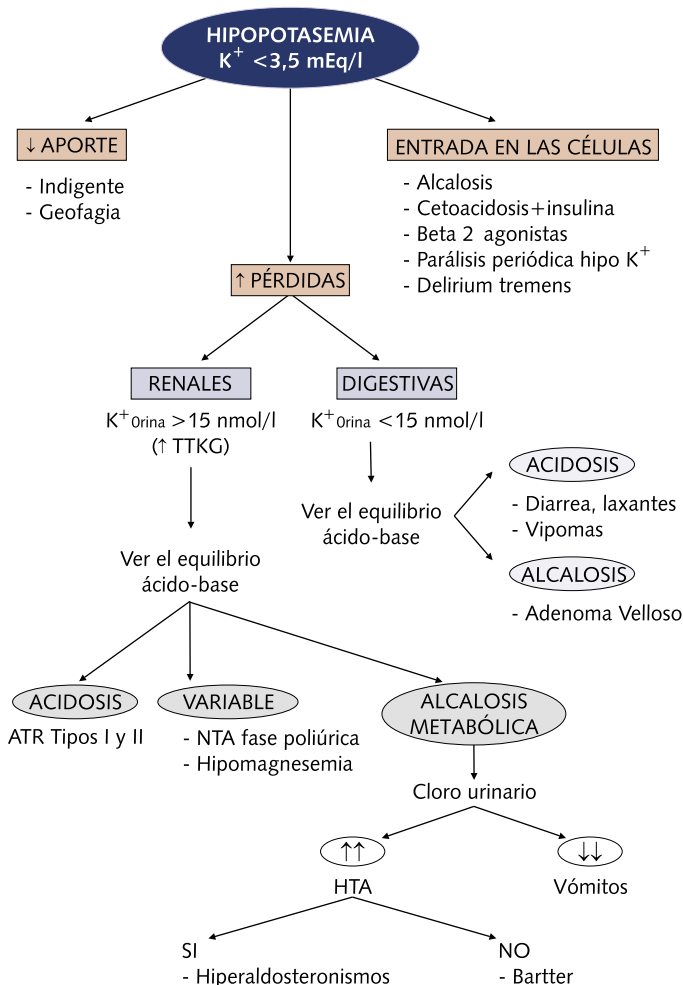 HIPOPOTASEMIA
K⁺ <3,5 mEq/l
↓ APORTE
- Indigente
- Geofagia
ENTRADA EN LAS CÉLULAS
- Alcalosis
- Cetoacidosis+insulina
- Beta 2 agonistas
- Parálisis periódica hipo K⁺
- Delirium tremens
↑ PÉRDIDAS
RENALES
K⁺Orina >15 nmol/l
(↑ TTKG)
Ver el equilibrio
ácido-base
DIGESTIVAS
K⁺Orina <15 nmol/l
Ver el equilibrio
ácido-base
ACIDOSIS
- Diarrea, laxantes
- Vipomas
ALCALOSIS
- Adenoma Velloso
ACIDOSIS
ATR Tipos I y II
VARIABLE
- NTA fase poliúrica
- Hipomagnesemia
ALCALOSIS
METABÓLICA
Cloro urinario
↑↑
HTA
↓↓
Vómitos
SI
- Hiperaldosteronismos
NO
- Bartter